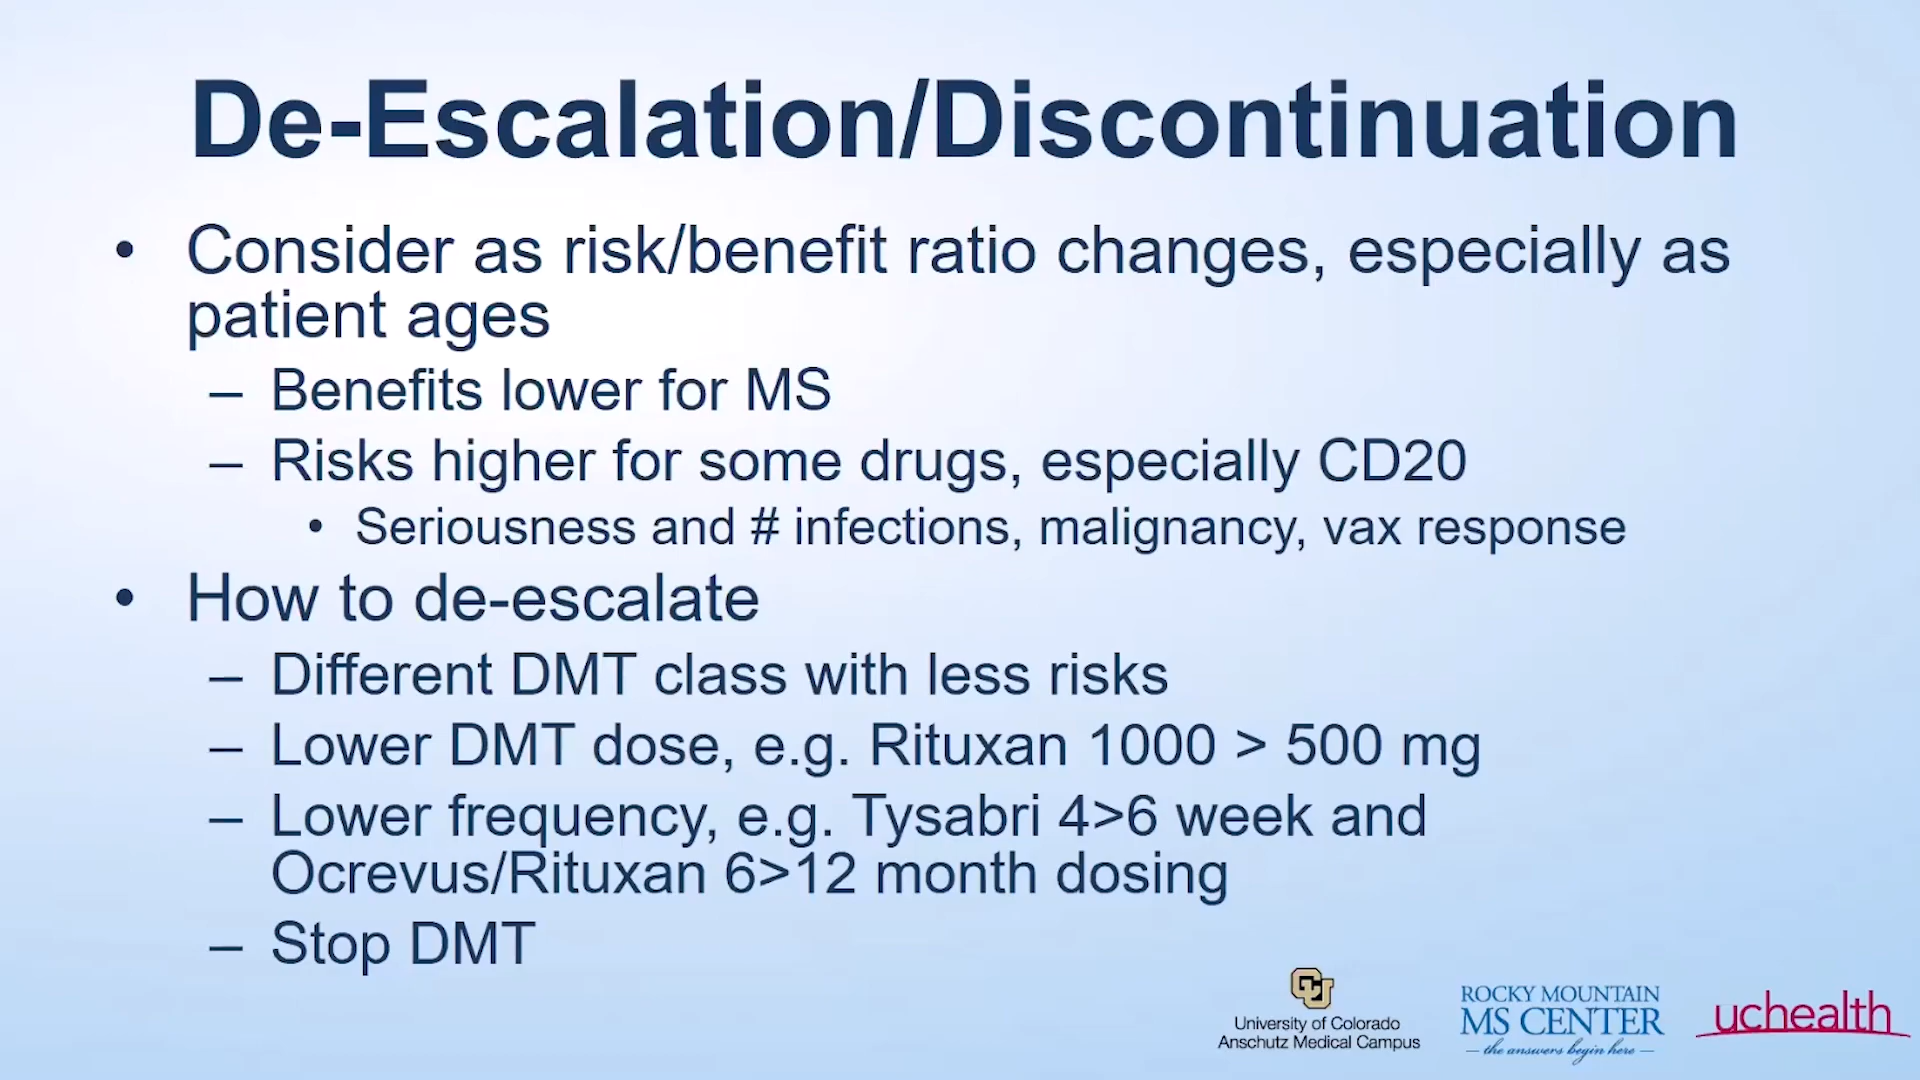 De-Escalation/Discontinuation
• Consider as risk/benefit ratio changes, especially as
patient ages
– Benefits lower for MS
– Risks higher for some drugs, especially CD20
• Seriousness and # infections, malignancy, vax response
• How to de-escalate
– Different DMT class with less risks
– Lower DMT dose, e.g. Rituxan 1000 > 500 mg
– Lower frequency, e.g. Tysabri 4>6 week and
Ocrevus/Rituxan 6>12 month dosing
– Stop DMT
CU
University of Colorado
Anschutz Medical Campus
ROCKY MOUNTAIN
MS CENTER
– the answers begin here –
uchealth